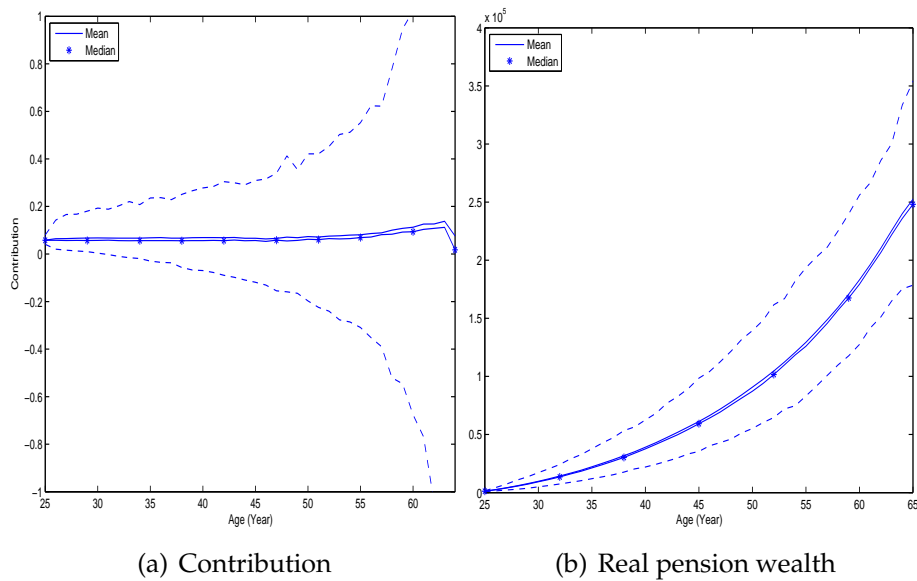 1
0.8
0.6
0.4
0.2
0
−0.2
−0.4
−0.6
−0.8
−1
Contribution
Mean
Median
25 30 35 40 45 50 55 60
Age (Year)
(a) Contribution
x 10^5
4
3.5
3
2.5
2
1.5
1
0.5
0
Mean
Median
25 30 35 40 45 50 55 60 65
Age (Year)
(b) Real pension wealth